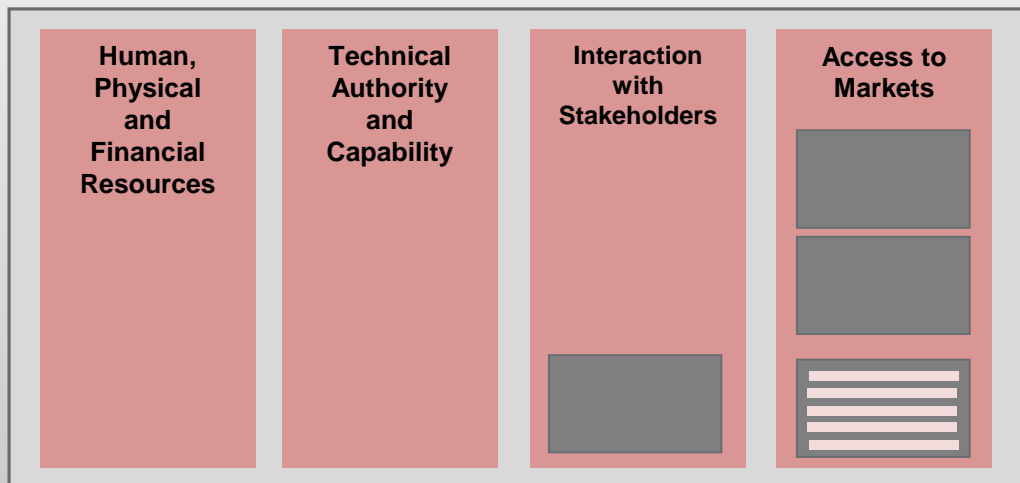 Human,
Physical
and
Financial
Resources
Technical
Authority
and
Capability
Interaction
with
Stakeholders
Access to
Markets